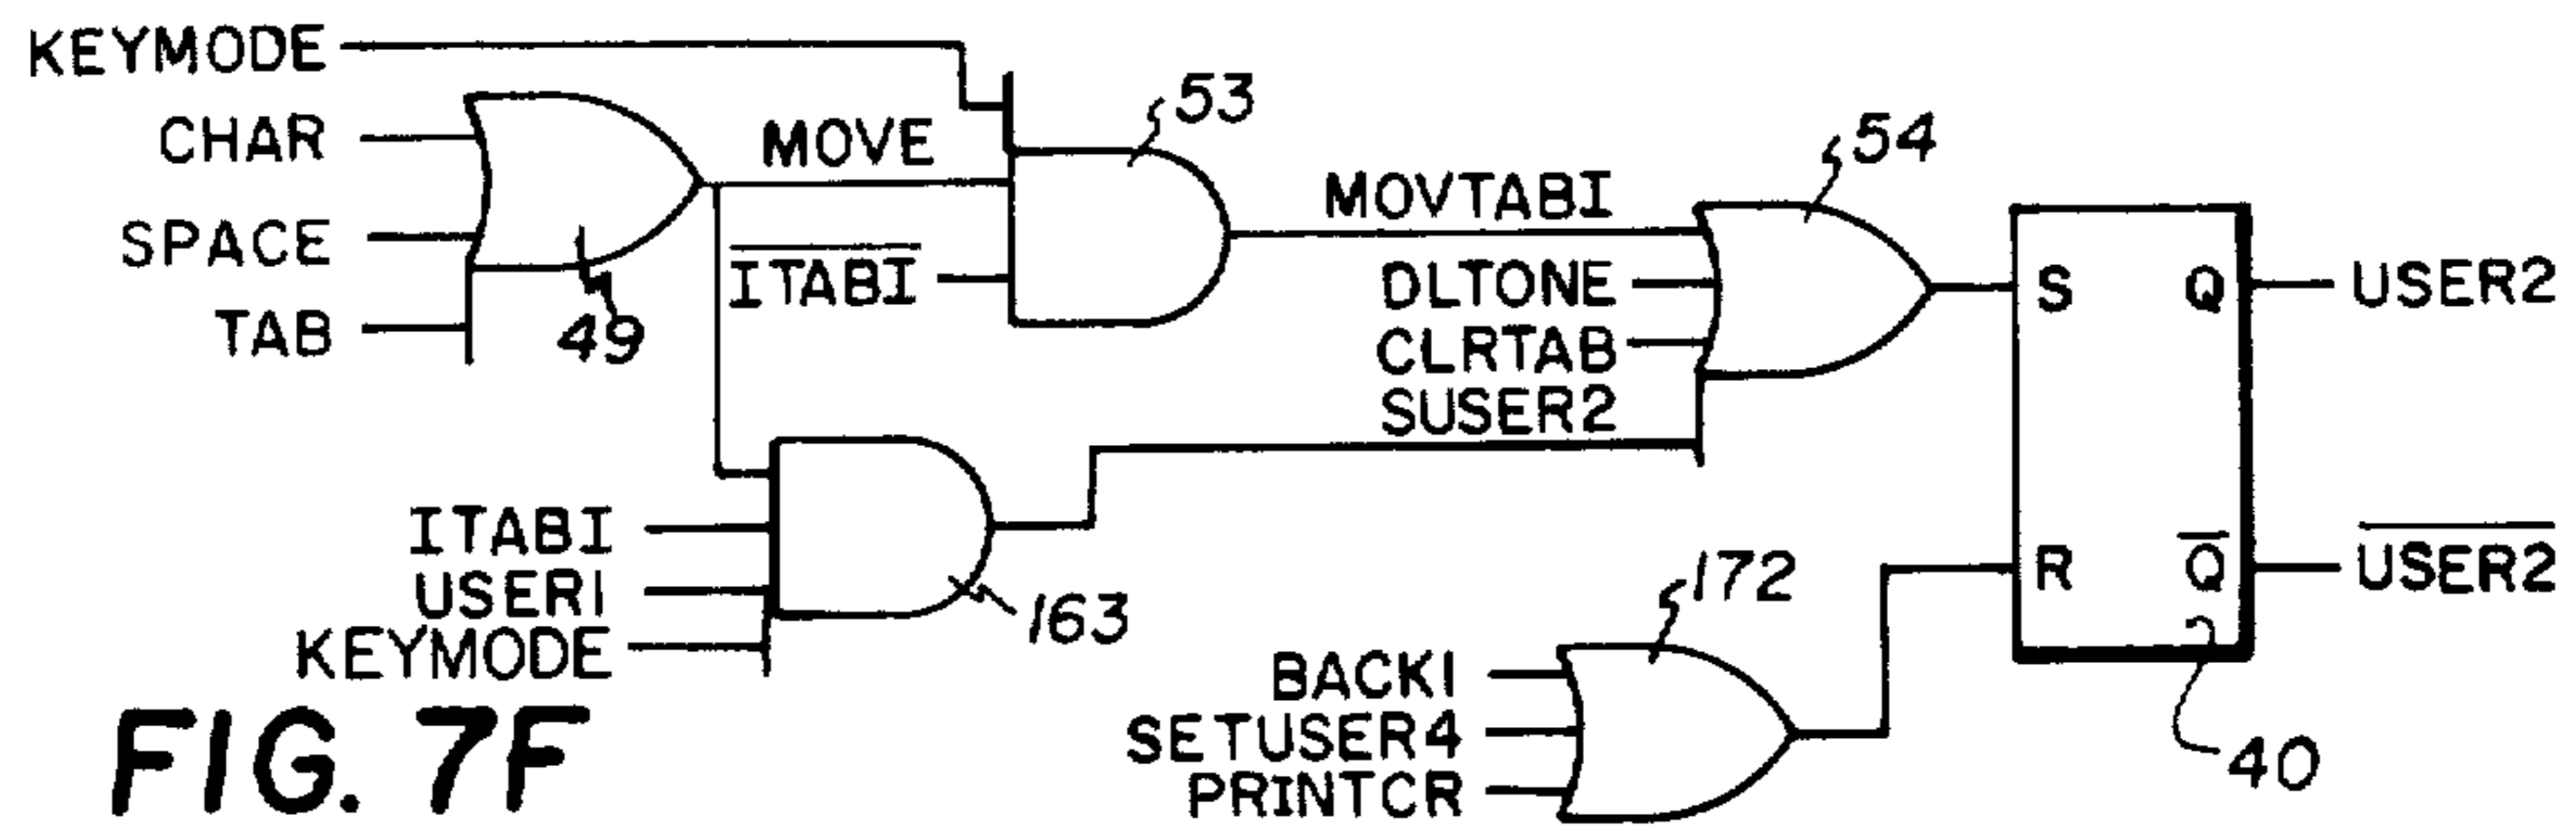 KEYMODE
CHAR
SPACE
TAB
49
MOVE
53
ITABI
MOVTABI
54
DLTONE
CLRTAB
SUSER2
S
Q
USER2
R
Q
USER2
40
ITABI
USERI
KEYMODE
163
172
BACKI
SETUSER4
PRINTCR
FIG. 7F